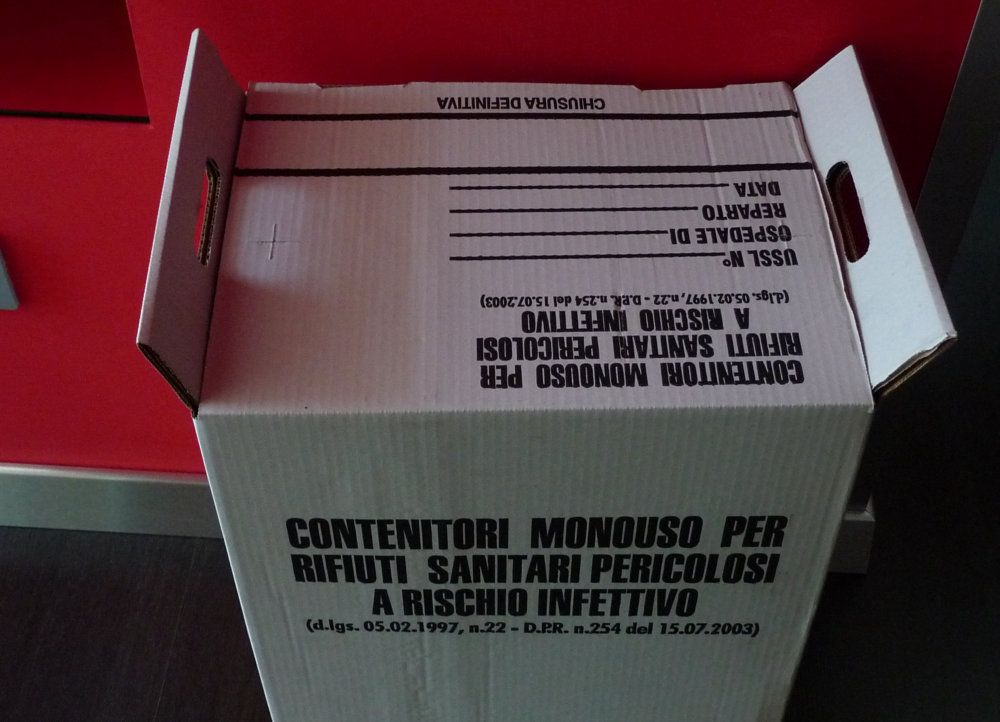 CHIUSURA DEFINITIVA
CONTENITORI MONOUSO PER
RIFIUTI SANITARI PERICOLOSI
A RISCHIO INFETTIVO
(d.lgs. 05.02.1997, n.22 - D.P.R. n.254 del 15.07.2003)
USSL N°
OSPEDALE DI
REPARTO
DATA
CONTENITORI MONOUSO PER
RIFIUTI SANITARI PERICOLOSI
A RISCHIO INFETTIVO
(d.lgs. 05.02.1997, n.22 - D.P.R. n.254 del 15.07.2003)